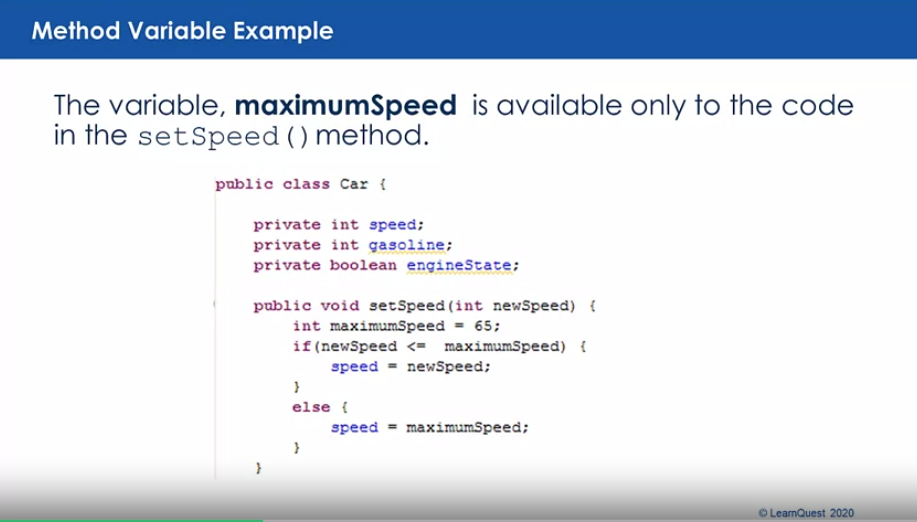 Method Variable Example
The variable, maximumSpeed is available only to the code
in the setSpeed() method.
public class Car {
private int speed;
private int gasoline;
private boolean engineState;
public void setSpeed(int newSpeed) {
int maximumSpeed = 65;
if(newSpeed <= maximumSpeed) {
speed = newSpeed;
}
else {
speed = maximumSpeed;
}
}
© LearnQuest 2020